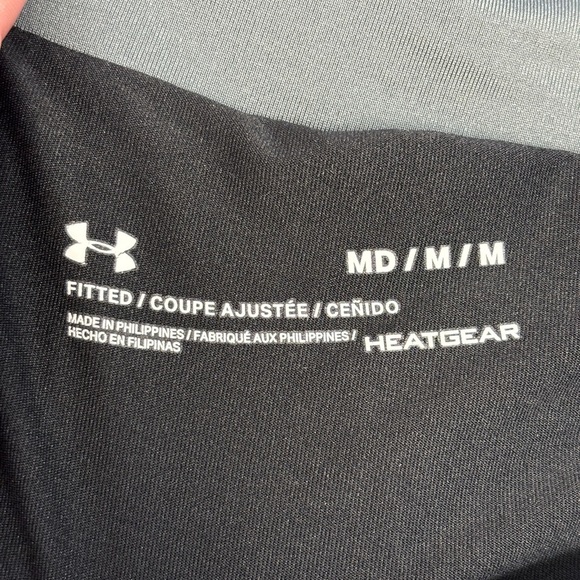 MD / M / M
FITTED / COUPE AJUSTÉE / CEÑIDO
MADE IN PHILIPPINES / FABRIQUÉ AUX PHILIPPINES /
HECHO EN FILIPINAS
HEATGEAR